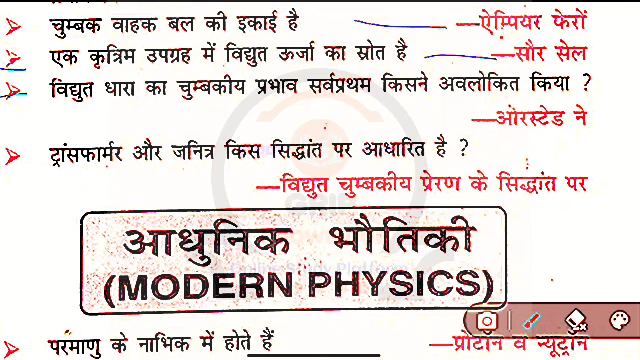 चुम्बक वाहक बल की इकाई है —ऐम्पियर फेरों
एक कृत्रिम उपग्रह में विद्युत ऊर्जा का स्रोत है —सौर सेल
विद्युत धारा का चुम्बकीय प्रभाव सर्वप्रथम किसने अवलोकित किया ?
—ओरस्टेड ने
ट्रांसफार्मर और जनित्र किस सिद्धांत पर आधारित है ?
—विद्युत चुम्बकीय प्रेरण के सिद्धांत पर
आधुनिक भौतिकी
(MODERN PHYSICS)
परमाणु के नाभिक में होते हैं —प्रोटॉन व न्यूट्रॉन